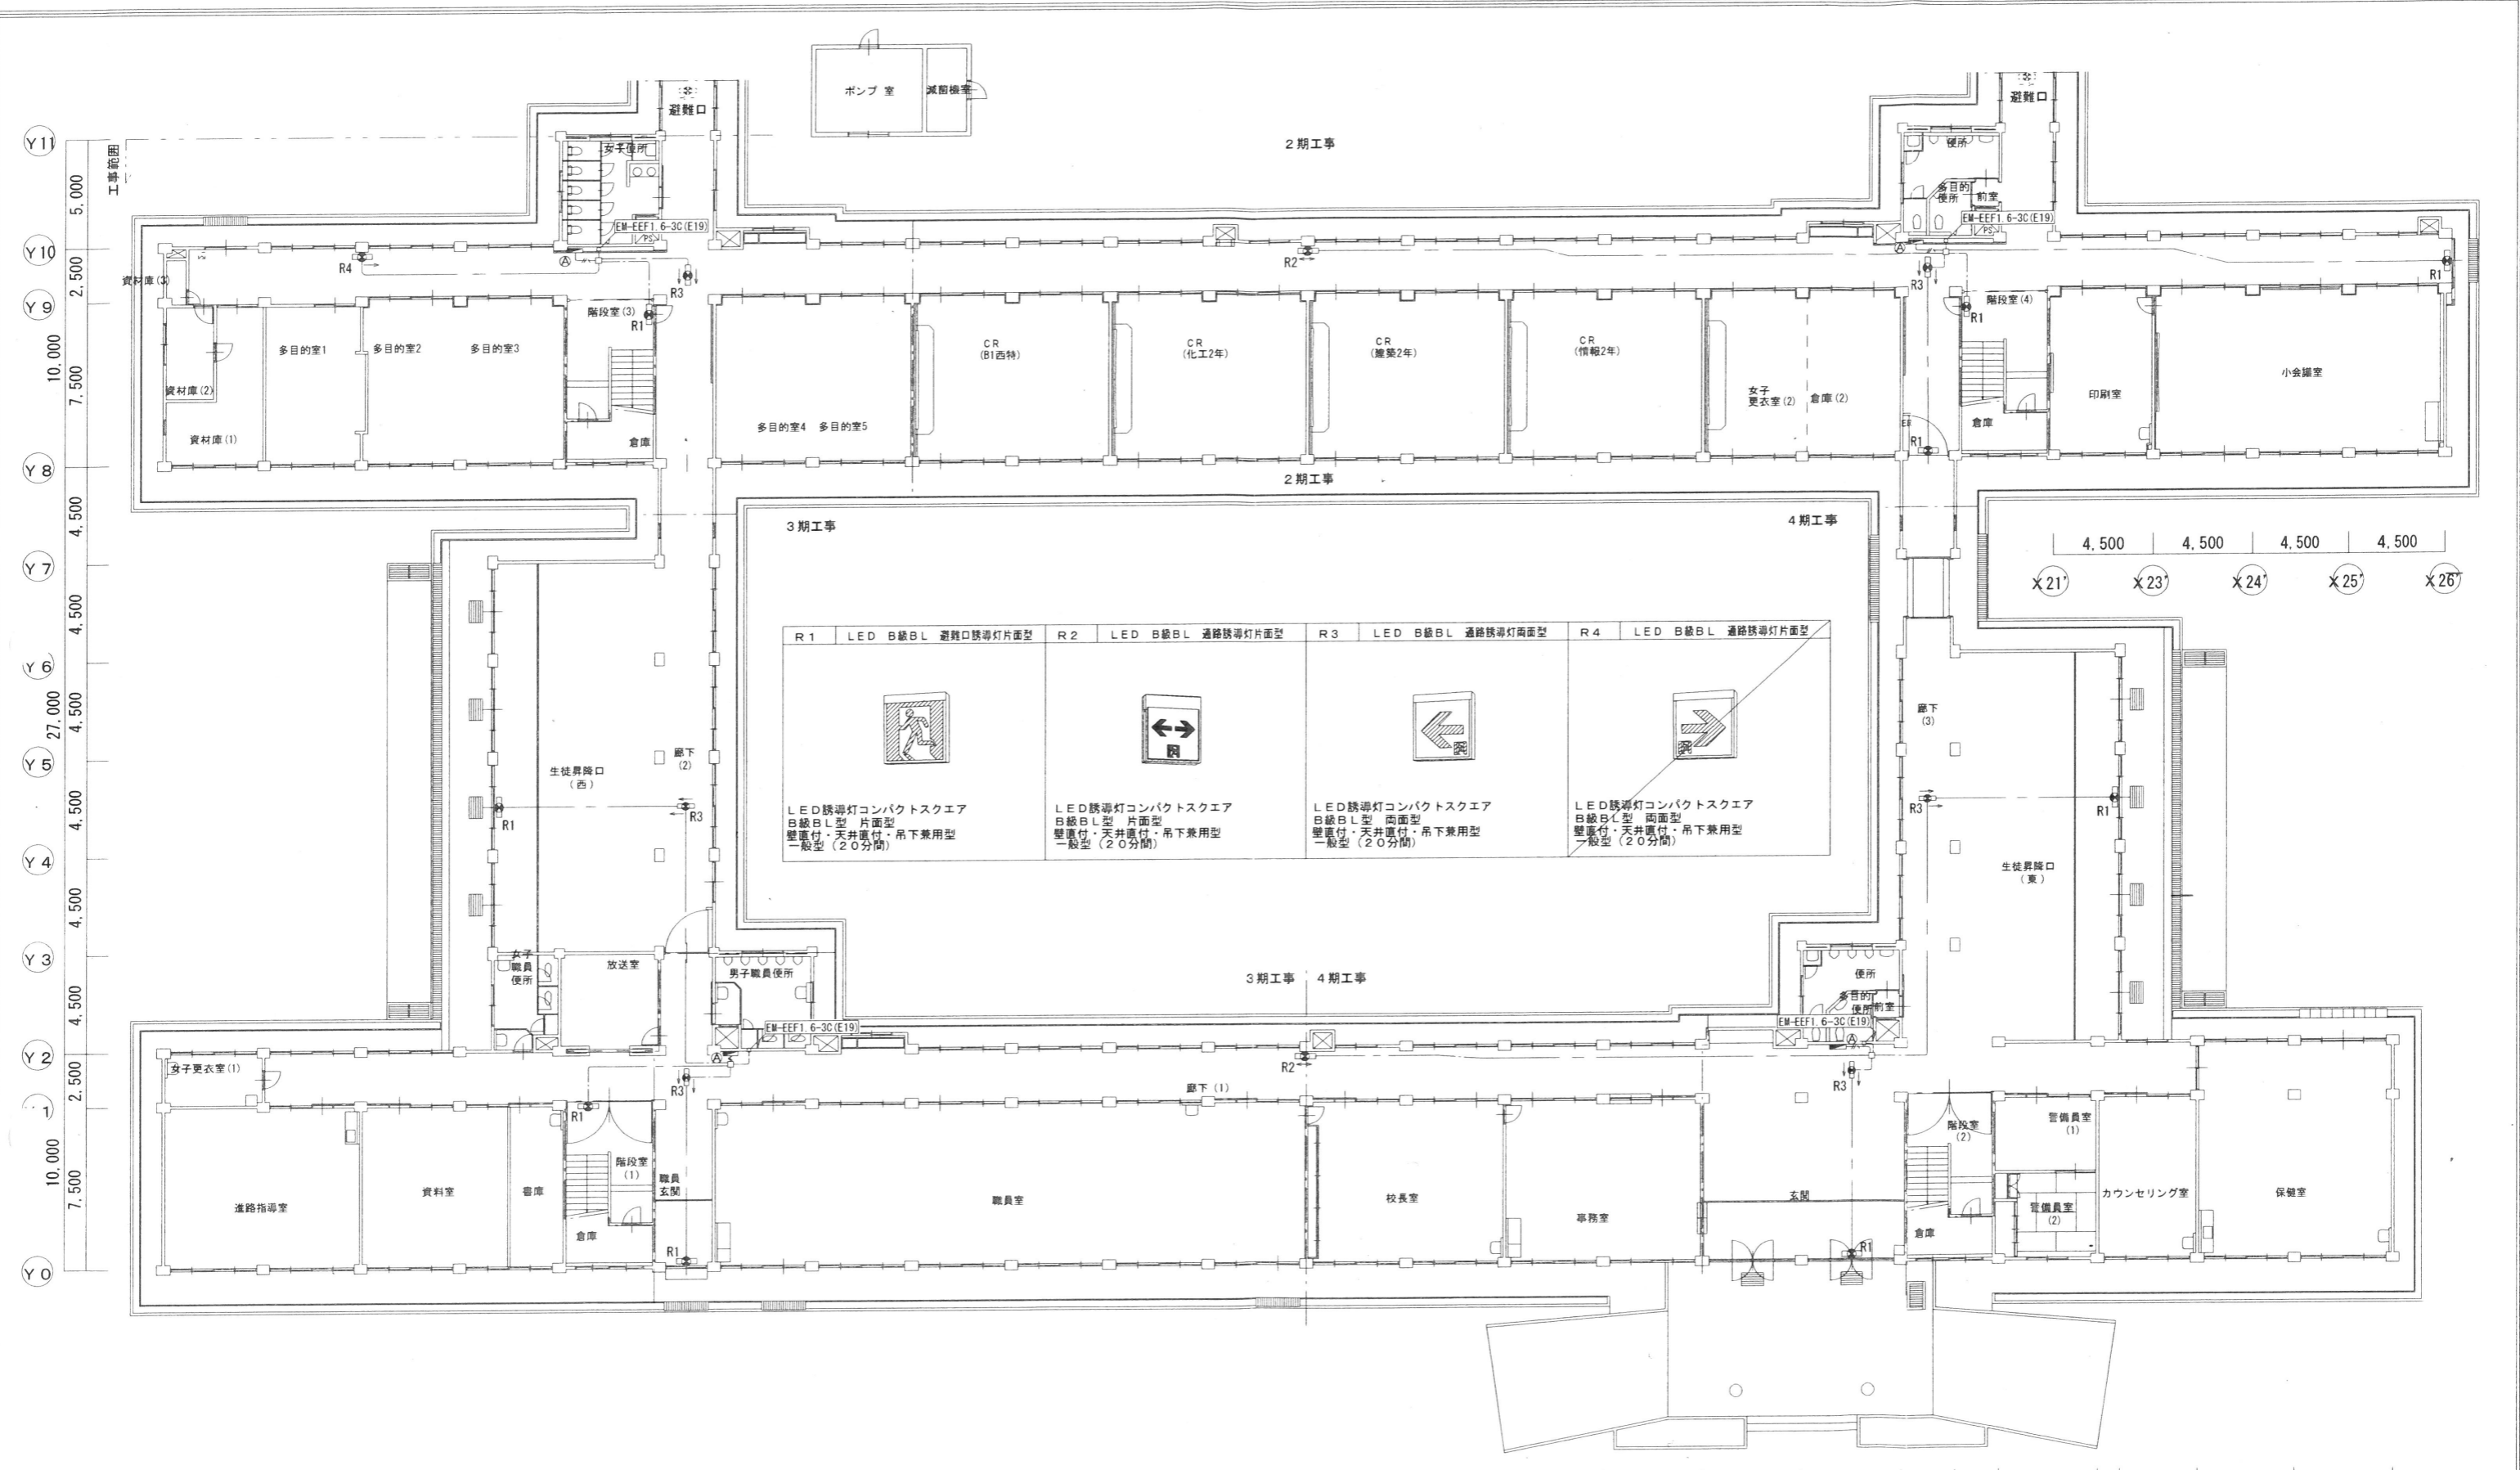 ポンプ 室
滅菌機室
避難口
避難口
Y11
工事範囲
2期工事
女子便所
便所
多目的
便所
前室
5,000
EM-EEF1.6-3C(E19)
EM-EEF1.6-3C(E19)
PS
PS
Y10
R4
R3
R2
R3
R1
2,500
資材庫(3)
Y9
階段室(3)
R1
階段室(4)
R1
10,000
7,500
多目的室1
多目的室2
多目的室3
CR
(B1西特)
CR
(化工2年)
CR
(建築2年)
CR
(情報2年)
小会議室
資材庫(2)
女子
更衣室(2)
倉庫(2)
印刷室
資材庫(1)
倉庫
多目的室4
多目的室5
倉庫
R1
Y8
2期工事
4,500
3期工事
4期工事
4,500
4,500
4,500
4,500
Y7
X21'
X23'
X24'
X25'
X26'
4,500
R1
LED B級BL 避難口誘導灯片面型
R2
LED B級BL 通路誘導灯片面型
R3
LED B級BL 通路誘導灯両面型
R4
LED B級BL 通路誘導灯片面型
Y6
27,000
4,500
廊下
(3)
廊下
(2)
Y5
生徒昇降口
(西)
4,500
R1
R3
R3
R1
LED誘導灯コンパクトスクエア
B級BL型 片面型
壁直付・天井直付・吊下兼用型
一般型(20分間)
LED誘導灯コンパクトスクエア
B級BL型 片面型
壁直付・天井直付・吊下兼用型
一般型(20分間)
LED誘導灯コンパクトスクエア
B級BL型 両面型
壁直付・天井直付・吊下兼用型
一般型(20分間)
LED誘導灯コンパクトスクエア
B級BL型 両面型
壁直付・天井直付・吊下兼用型
一般型(20分間)
Y4
生徒昇降口
(東)
4,500
Y3
女子
職員
便所
放送室
男子職員便所
3期工事
4期工事
便所
多目的
便所
前室
4,500
EM-EEF1.6-3C(E19)
EM-EEF1.6-3C(E19)
A
A
A
A
Y2
女子更衣室(1)
R2
R3
R3
2,500
廊下(1)
1
R1
階段室
(2)
警備員室
(1)
10,000
7,500
階段室
(1)
職員
玄関
進路指導室
資料室
書庫
職員室
校長室
事務室
玄関
警備員室
(2)
カウンセリング室
保健室
倉庫
倉庫
R1
R1
Y0